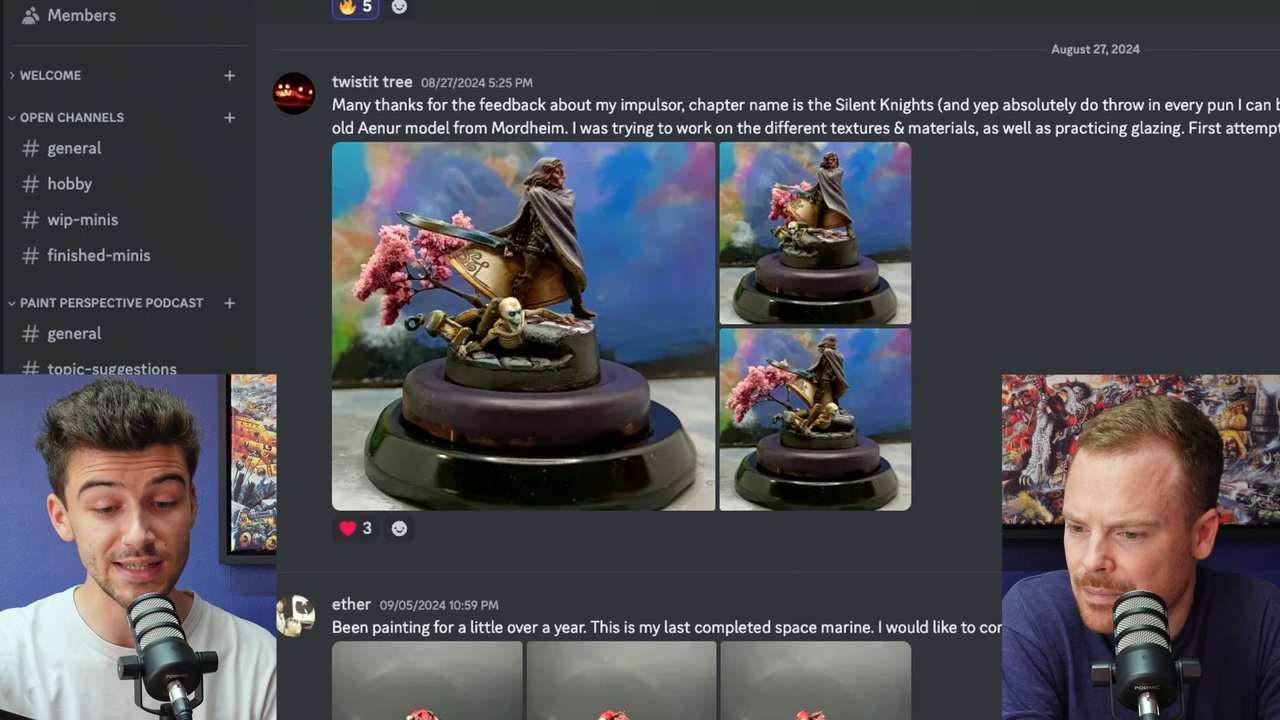 Members
5
August 27, 2024
WELCOME
OPEN CHANNELS
general
hobby
wip-minis
finished-minis
PAINT PERSPECTIVE PODCAST
general
topic-suggestions
twistit tree 08/27/2024 5:25 PM
Many thanks for the feedback about my impulsor, chapter name is the Silent Knights (and yep absolutely do throw in every pun I can
old Aenur model from Mordheim. I was trying to work on the different textures & materials, as well as practicing glazing. First attempt
3
ether 09/05/2024 10:59 PM
Been painting for a little over a year. This is my last completed space marine. I would like to
PODMIC
PODMIC